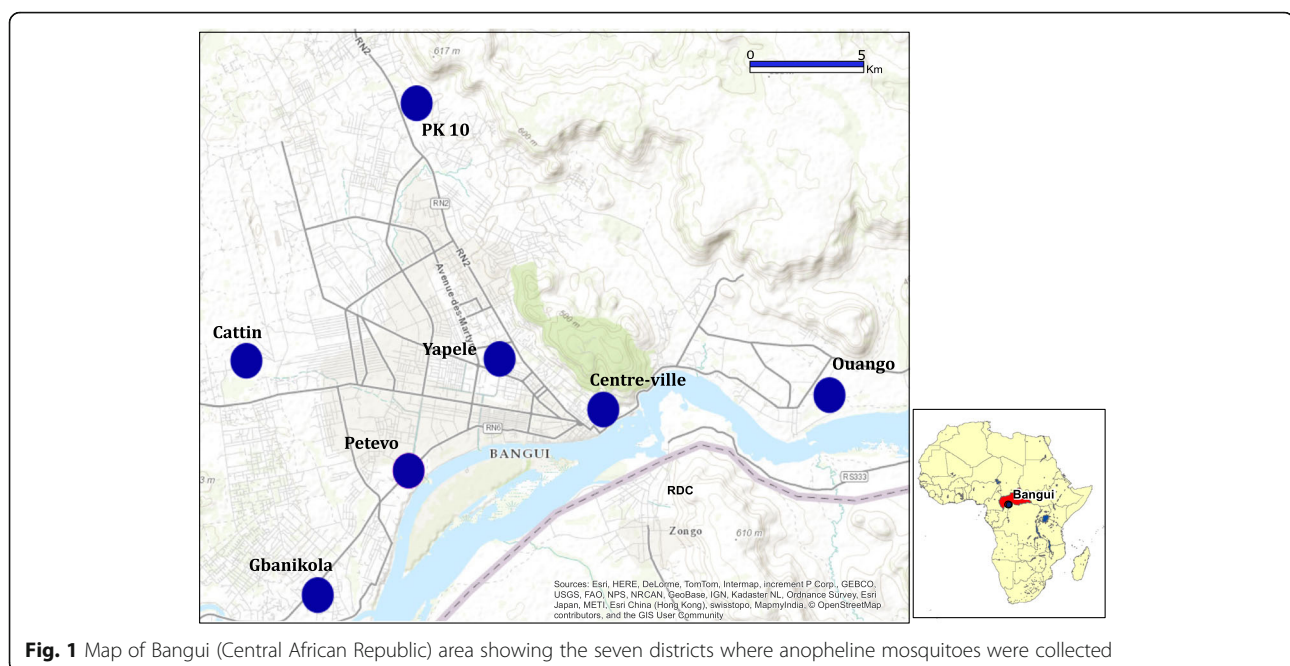 RN2
617 m
0 5
Km
PK 10
600 m
RN2
RN2
Avenue-des-Martyrs
500 m
Cattin
Yapele
Centre-ville
Ouango
Petevo
RN6
BANGUI
RS333
RDC
Zongo
610 m
Gbanikola
Sources: Esri, HERE, DeLorme, TomTom, Intermap, increment P Corp., GEBCO,
USGS, FAO, NPS, NRCAN, GeoBase, IGN, Kadaster NL, Ordnance Survey, Esri
Japan, METI, Esri China (Hong Kong), swisstopo, MapmyIndia, © OpenStreetMap
contributors, and the GIS User Community
Bangui
Fig. 1 Map of Bangui (Central African Republic) area showing the seven districts where anopheline mosquitoes were collected